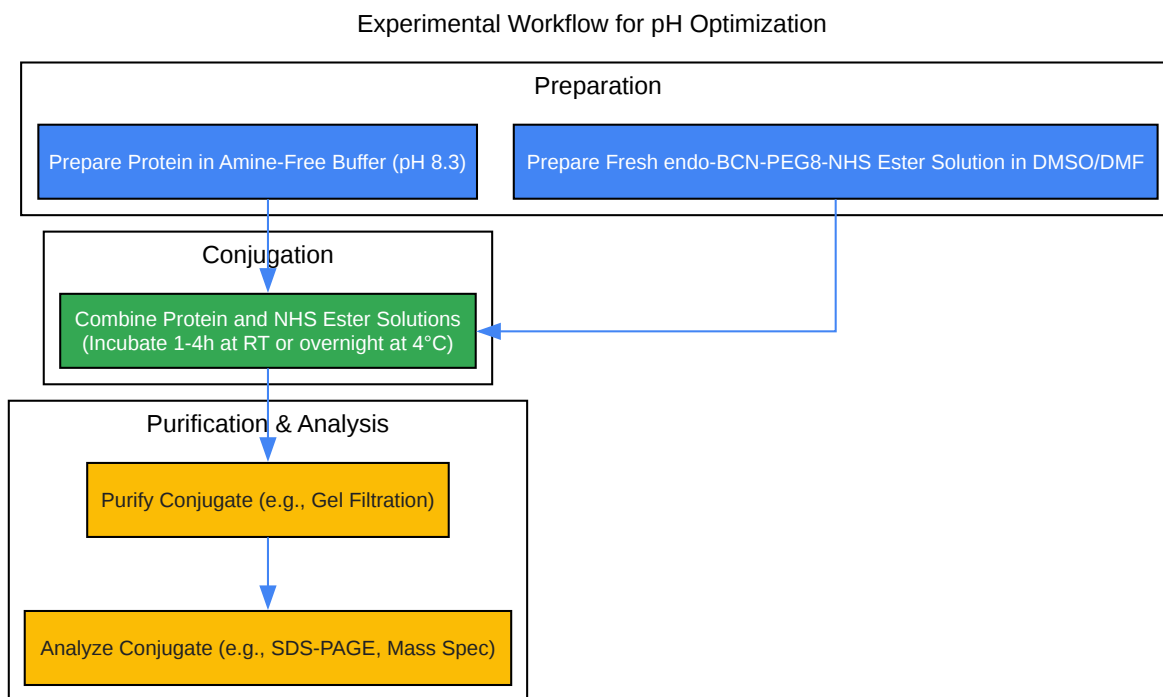 Experimental Workflow for pH Optimization
Preparation
Prepare Protein in Amine-Free Buffer (pH 8.3)
Prepare Fresh endo-BCN-PEG8-NHS Ester Solution in DMSO/DMF
Conjugation
Combine Protein and NHS Ester Solutions
(Incubate 1-4h at RT or overnight at 4°C)
Purification & Analysis
Purify Conjugate (e.g., Gel Filtration)
Analyze Conjugate (e.g., SDS-PAGE, Mass Spec)